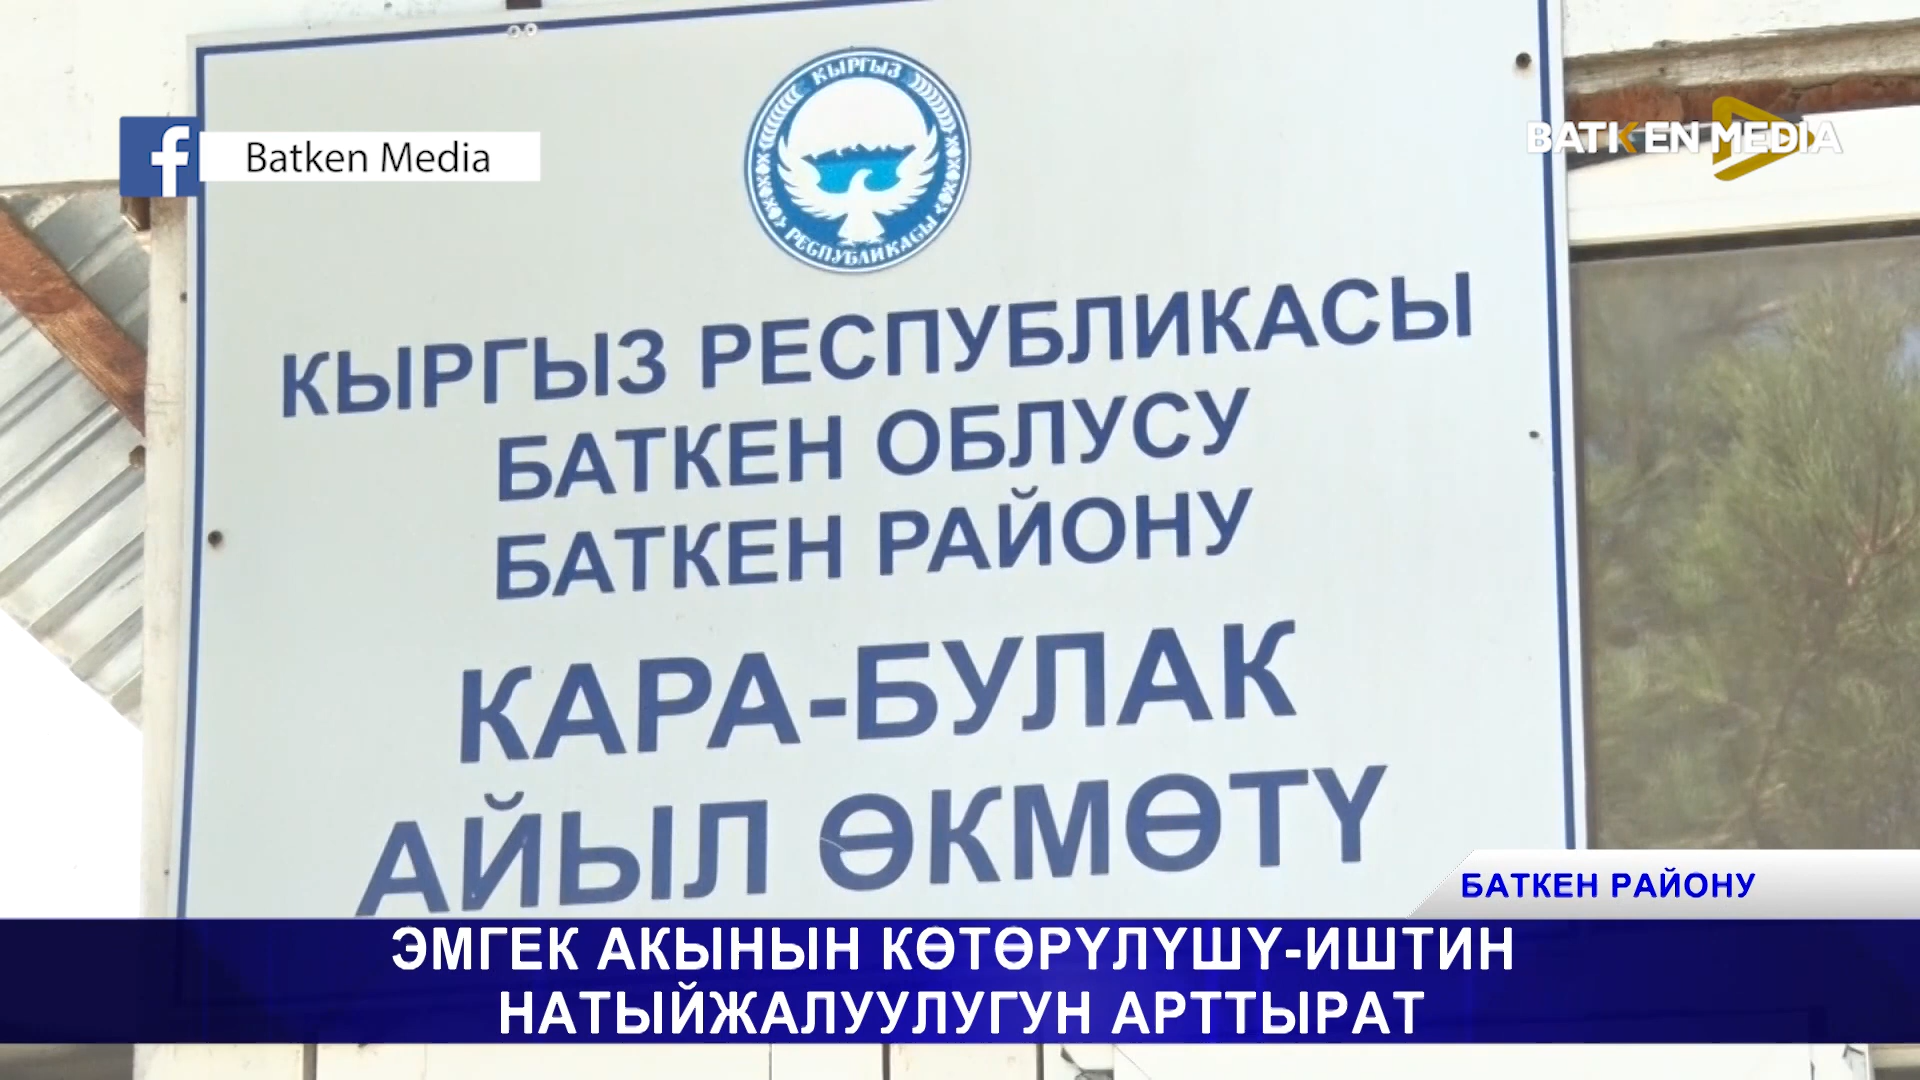 КЫРГЫЗ
РЕСПУБЛИКАСЫ
Batken Media
BATKEN MEDIA
КЫРГЫЗ РЕСПУБЛИКАСЫ
БАТКЕН ОБЛУСУ
БАТКЕН РАЙОНУ
КАРА-БУЛАК
АЙЫЛ ӨКМӨТҮ
БАТКЕН РАЙОНУ
ЭМГЕК АКЫНЫН КӨТӨРҮЛҮШҮ-ИШТИН
НАТЫЙЖАЛУУЛУГУН АРТТЫРАТ